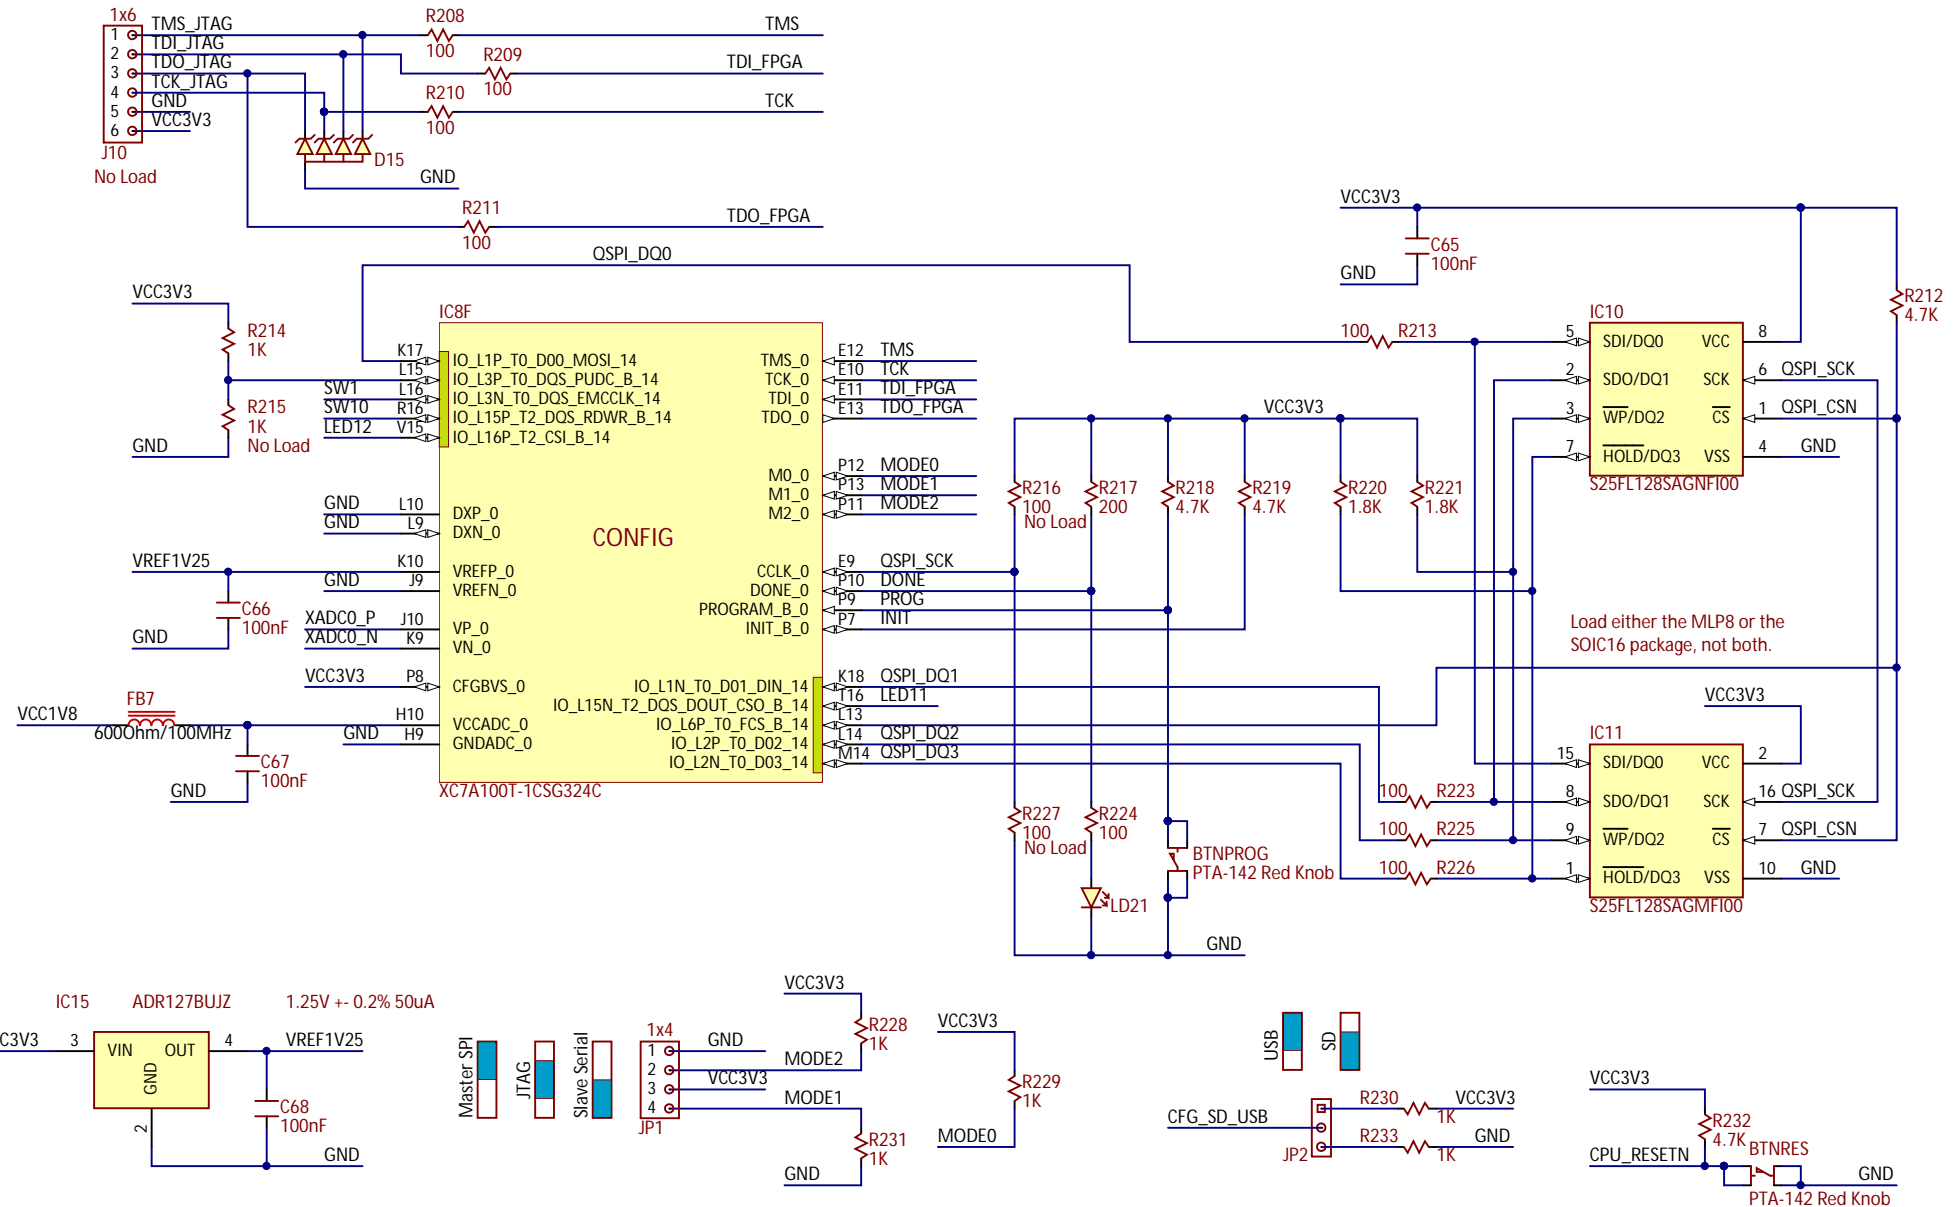 1x6
1 TMS_JTAG
2 TDI_JTAG
3 TDO_JTAG
4 TCK_JTAG
5 GND
6 VCC3V3
J10
No Load
R208
100
TMS
R209
100
TDI_FPGA
R210
100
TCK
D15
GND
R211
100
TDO_FPGA
QSPI_DQ0
VCC3V3
R214
1K
R215
1K
No Load
GND
IC8F
K17 IO_L1P_T0_D00_MOSI_14
L15 IO_L3P_T0_DQS_PUDC_B_14
SW1 L16 IO_L3N_T0_DQS_EMCCLK_14
SW10 R16 IO_L15P_T2_DQS_RDWR_B_14
LED12 V15 IO_L16P_T2_CSI_B_14
GND L10 DXP_0
GND L9 DXN_0
VREF1V25 K10 VREFP_0
GND J9 VREFN_0
C66
100nF
GND
XADC0_P J10 VP_0
XADC0_N K9 VN_0
VCC3V3 P8 CFGBVS_0
VCC1V8
FB7
600Ohm/100MHz
H10 VCCADC_0
GND H9 GNDADC_0
C67
100nF
GND
CONFIG
TMS_0 E12 TMS
TCK_0 E10 TCK
TDI_0 E11 TDI_FPGA
TDO_0 E13 TDO_FPGA
M0_0 P12 MODE0
M1_0 P13 MODE1
M2_0 P11 MODE2
CCLK_0 E9 QSPI_SCK
DONE_0 P10 DONE
PROGRAM_B_0 P9 PROG
INIT_B_0 P7 INIT
IO_L1N_T0_D01_DIN_14 K18 QSPI_DQ1
IO_L15N_T2_DQS_DOUT_CSO_B_14 T16 LED11
IO_L6P_T0_FCS_B_14 L13
IO_L2P_T0_D02_14 L14 QSPI_DQ2
IO_L2N_T0_D03_14 M14 QSPI_DQ3
XC7A100T-1CSG324C
VCC3V3
R216
100
No Load
R217
200
R218
4.7K
R219
4.7K
R220
1.8K
R221
1.8K
R227
100
No Load
R224
100
LD21
BTNPROG
PTA-142 Red Knob
GND
VCC3V3
C65
100nF
GND
R212
4.7K
100 R213
IC10
5 SDI/DQ0 VCC 8
2 SDO/DQ1 SCK 6 QSPI_SCK
3 WP/DQ2 CS 1 QSPI_CSN
7 HOLD/DQ3 VSS 4 GND
S25FL128SAGNFI00
Load either the MLP8 or the
SOIC16 package, not both.
VCC3V3
IC11
15 SDI/DQ0 VCC 2
100 R223 8 SDO/DQ1 SCK 16 QSPI_SCK
100 R225 9 WP/DQ2 CS 7 QSPI_CSN
100 R226 1 HOLD/DQ3 VSS 10 GND
S25FL128SAGMFI00
IC15 ADR127BUJZ 1.25V +- 0.2% 50uA
C3V3 3 VIN OUT 4 VREF1V25
GND
2
C68
100nF
GND
Master SPI
JTAG
Slave Serial
1x4
1 GND
2 MODE2
3 VCC3V3
4 MODE1
JP1
VCC3V3
R228
1K
R231
1K
GND
VCC3V3
R229
1K
MODE0
USB
SD
CFG_SD_USB
JP2
R230 1K VCC3V3
R233 1K GND
VCC3V3
R232
4.7K
CPU_RESETN
BTNRES
GND
PTA-142 Red Knob